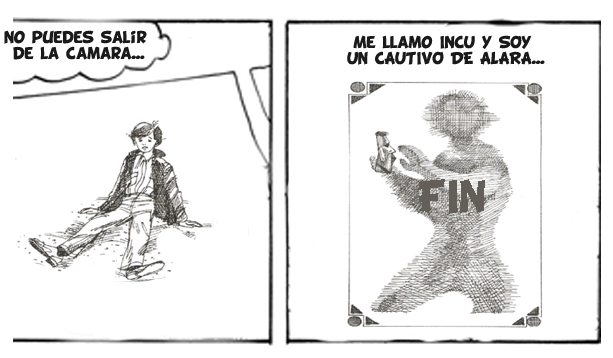 NO PUEDES SALIR
DE LA CAMARA...
ME LLAMO INCU Y SOY
UN CAUTIVO DE ALARA...
FIN